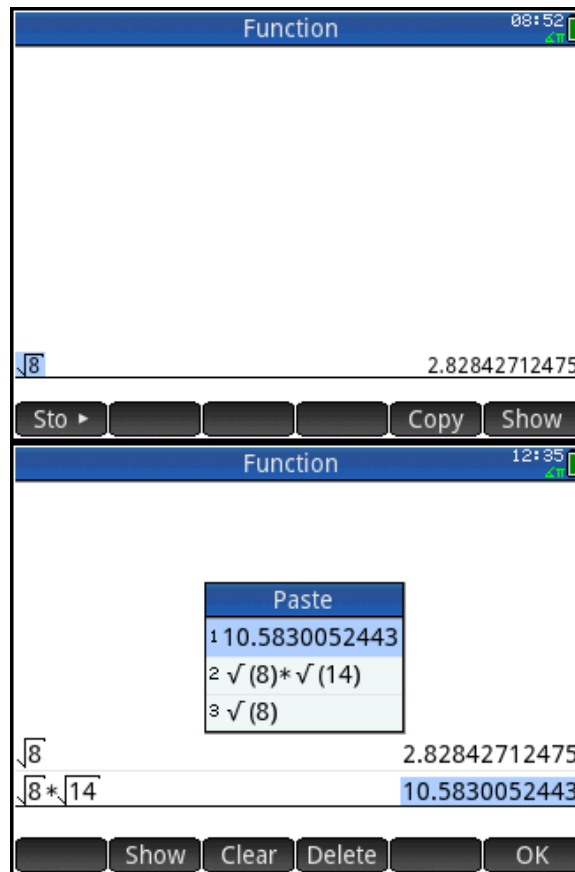 Function 08:52
∡π
√8 2.82842712475
Sto ► Copy Show
Function 12:35
∡π
Paste
1 10.5830052443
2 √(8)*√(14)
3 √(8)
√8 2.82842712475
√8*√14 10.5830052443
Show Clear Delete OK